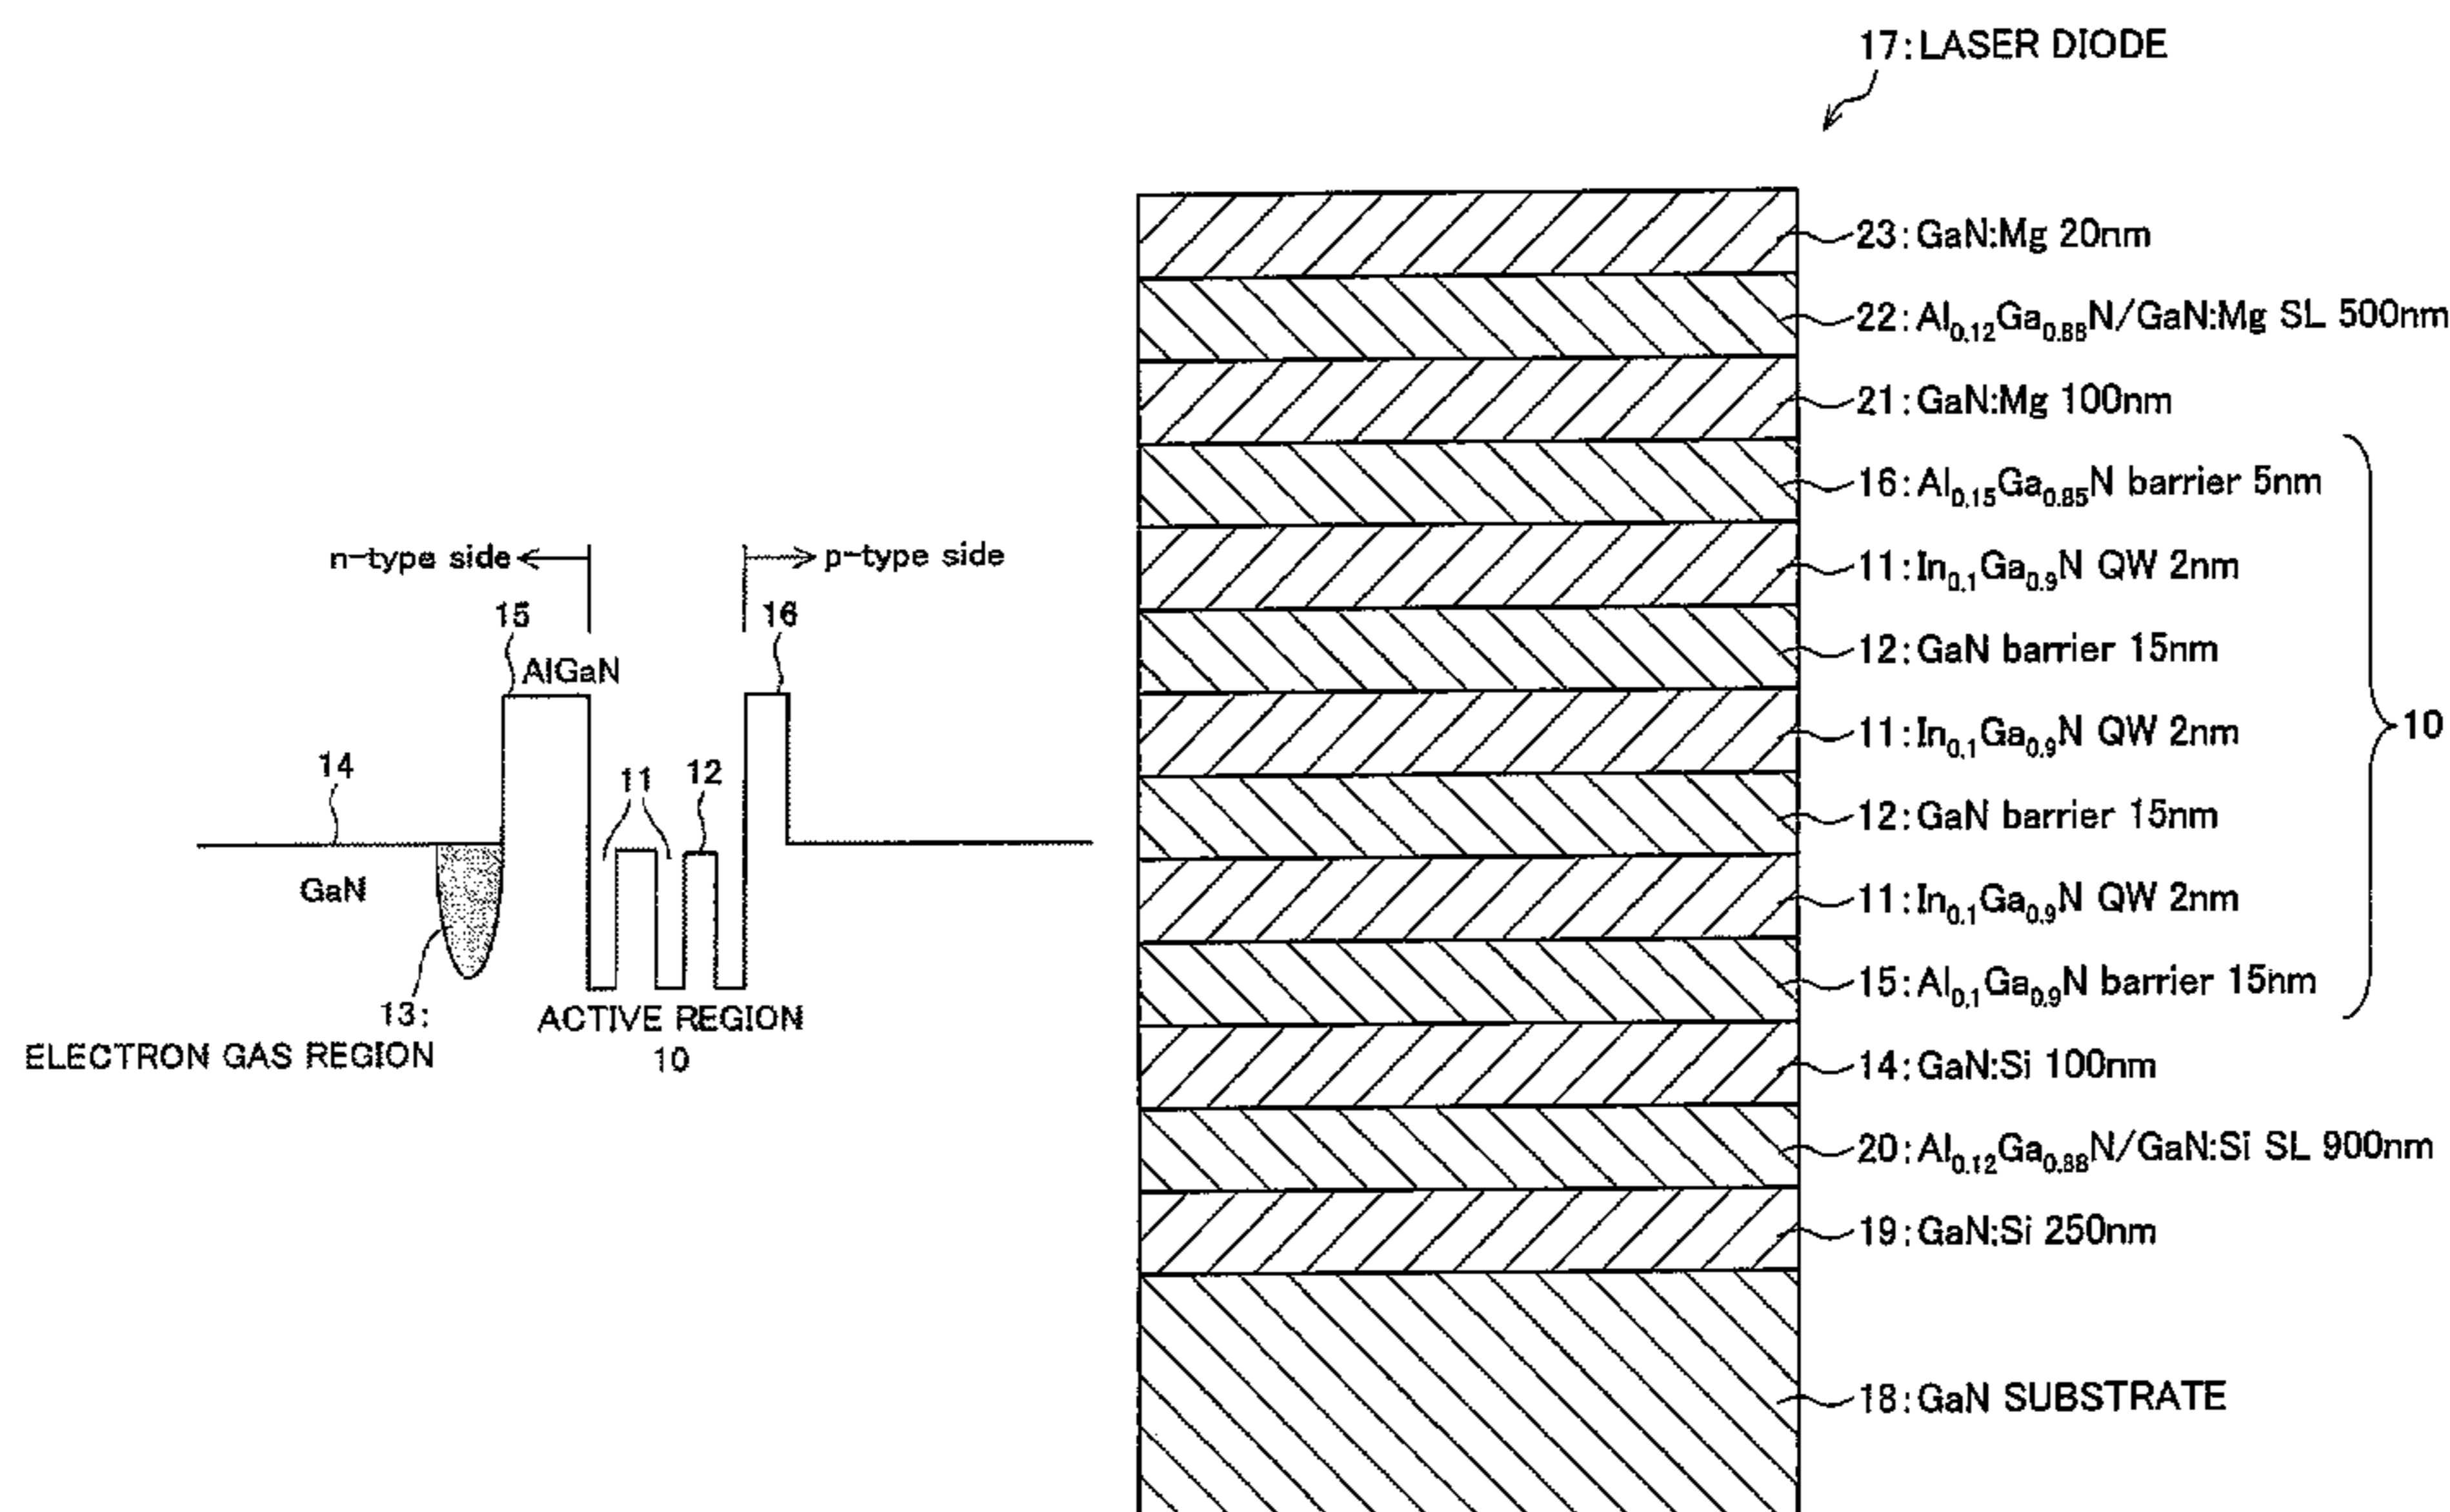 17:LASER DIODE
23:GaN:Mg 20nm
22:Al0.12Ga0.88N/GaN:Mg SL 500nm
21:GaN:Mg 100nm
16:Al0.15Ga0.85N barrier 5nm
11:In0.1Ga0.9N QW 2nm
12:GaN barrier 15nm
11:In0.1Ga0.9N QW 2nm
10
12:GaN barrier 15nm
11:In0.1Ga0.9N QW 2nm
15:Al0.1Ga0.9N barrier 15nm
14:GaN:Si 100nm
20:Al0.12Ga0.88N/GaN:Si SL 900nm
19:GaN:Si 250nm
18:GaN SUBSTRATE
n-type side
p-type side
15
16
AlGaN
14
11
12
GaN
13:
ELECTRON GAS REGION
ACTIVE REGION
10